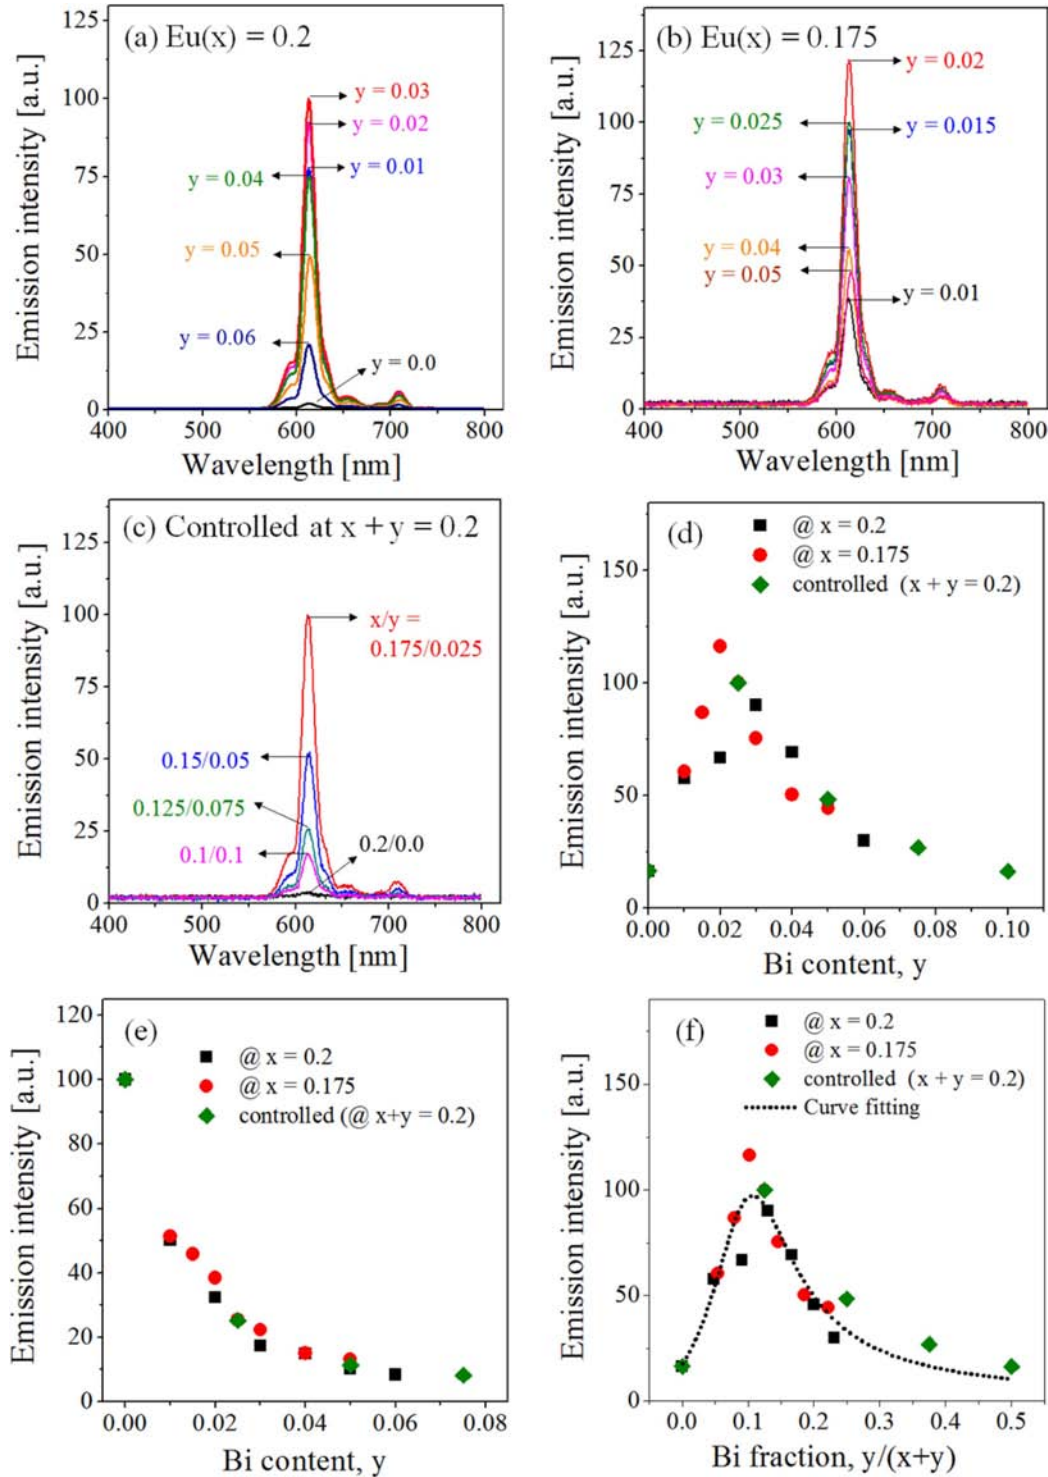 (a) Eu(x) = 0.2
Emission intensity [a.u.]
125
100
75
50
25
0
y = 0.03
y = 0.02
y = 0.01
y = 0.04
y = 0.05
y = 0.06
y = 0.0
400 500 600 700 800
Wavelength [nm]
(b) Eu(x) = 0.175
Emission intensity [a.u.]
125
100
75
50
25
0
y = 0.02
y = 0.025
y = 0.015
y = 0.03
y = 0.04
y = 0.05
y = 0.01
400 500 600 700 800
Wavelength [nm]
(c) Controlled at x + y = 0.2
Emission intensity [a.u.]
125
100
75
50
25
0
x/y =
0.175/0.025
0.15/0.05
0.125/0.075
0.1/0.1
0.2/0.0
400 500 600 700 800
Wavelength [nm]
(d)
@ x = 0.2
@ x = 0.175
controlled (x + y = 0.2)
Emission intensity [a.u.]
150
100
50
0
0.00 0.02 0.04 0.06 0.08 0.10
Bi content, y
(e)
@ x = 0.2
@ x = 0.175
controlled (@ x+y = 0.2)
Emission intensity [a.u.]
120
100
80
60
40
20
0
0.00 0.02 0.04 0.06 0.08
Bi content, y
(f)
@ x = 0.2
@ x = 0.175
controlled (x + y = 0.2)
Curve fitting
Emission intensity [a.u.]
150
100
50
0
0.0 0.1 0.2 0.3 0.4 0.5
Bi fraction, y/(x+y)